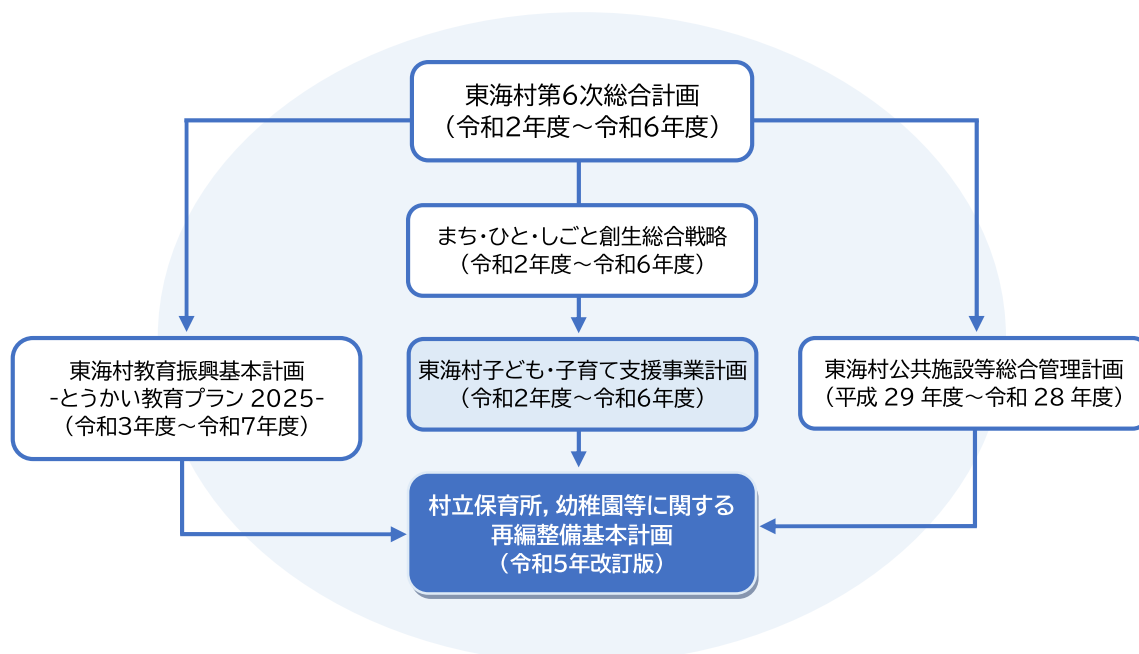 東海村第6次総合計画
（令和2年度～令和6年度）
まち・ひと・しごと創生総合戦略
（令和2年度～令和6年度）
東海村教育振興基本計画
-とうかい教育プラン 2025-
（令和3年度～令和7年度）
東海村子ども・子育て支援事業計画
（令和2年度～令和6年度）
東海村公共施設等総合管理計画
（平成 29 年度～令和 28 年度）
村立保育所，幼稚園等に関する
再編整備基本計画
（令和5年改訂版）